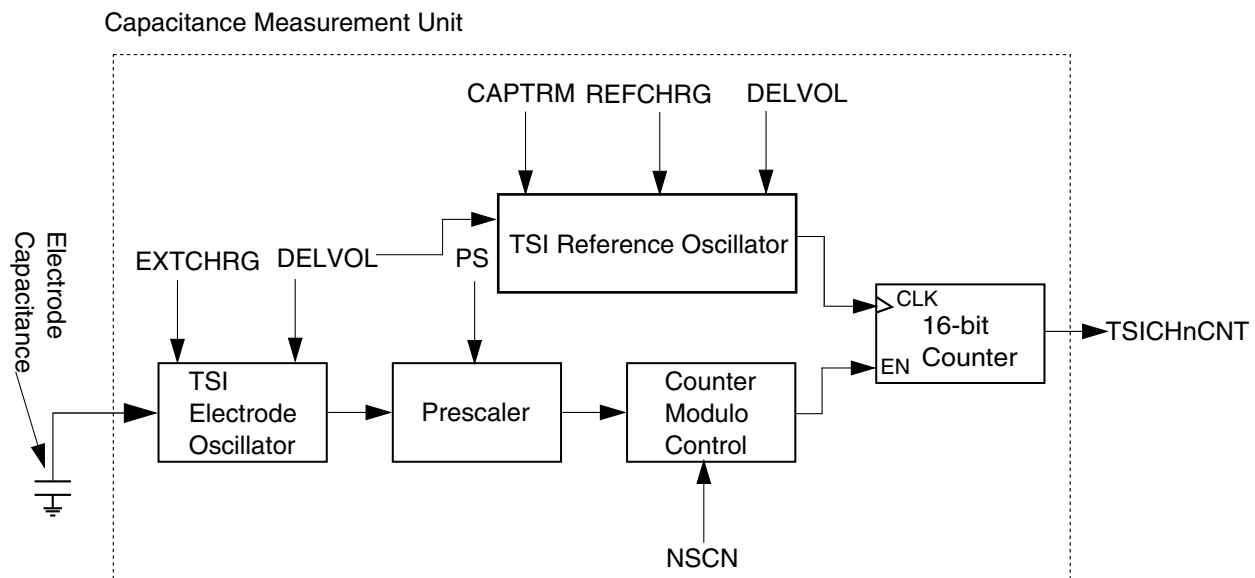 Capacitance Measurement Unit
CAPTRM REFCHRG DELVOL
TSI Reference Oscillator
Electrode
Capacitance
EXTCHRG DELVOL PS
CLK
16-bit
Counter
EN
TSICHnCNT
TSI
Electrode
Oscillator
Prescaler
Counter
Modulo
Control
NSCN